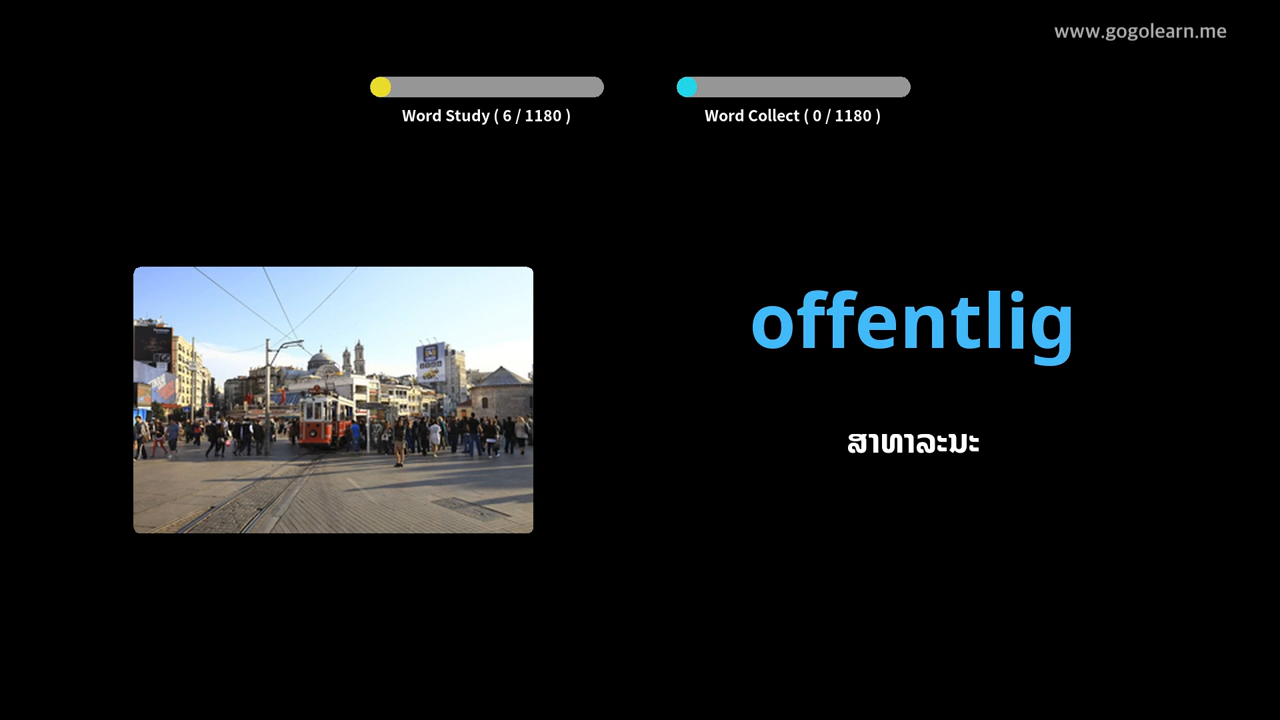 www.gogolearn.me
Word Study ( 6 / 1180 )
Word Collect ( 0 / 1180 )
offentlig
ສາທາລະນະ